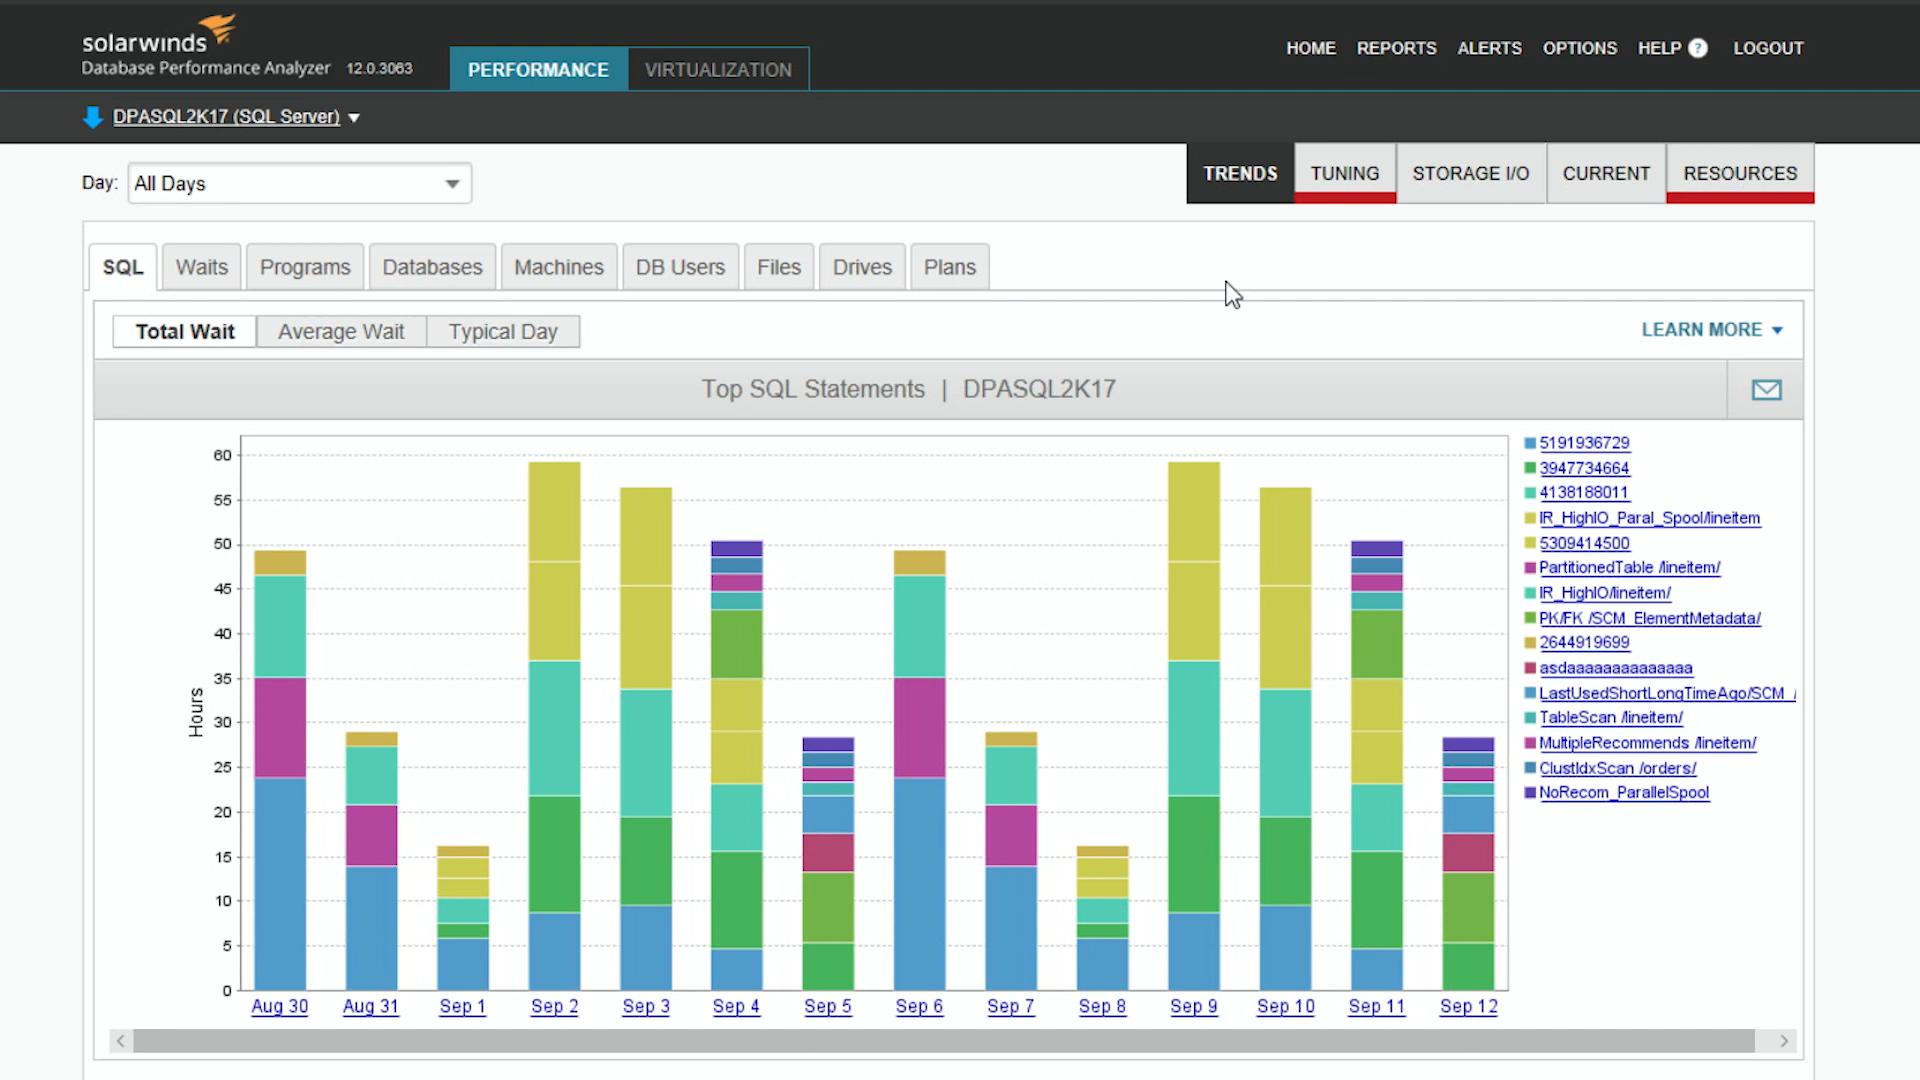 solarwinds
Database Performance Analyzer 12.0.3063
PERFORMANCE
VIRTUALIZATION
HOME
REPORTS
ALERTS
OPTIONS
HELP ?
LOGOUT
DPASQL2K17 (SQL Server)
Day: All Days
TRENDS
TUNING
STORAGE I/O
CURRENT
RESOURCES
SQL
Waits
Programs
Databases
Machines
DB Users
Files
Drives
Plans
Total Wait
Average Wait
Typical Day
LEARN MORE
Top SQL Statements | DPASQL2K17
Hours
60
55
50
45
40
35
30
25
20
15
10
5
0
Aug 30
Aug 31
Sep 1
Sep 2
Sep 3
Sep 4
Sep 5
Sep 6
Sep 7
Sep 8
Sep 9
Sep 10
Sep 11
Sep 12
5191936729
3947734664
4138188011
IR_HighIO_Paral_Spool/lineitem
5309414500
PartitionedTable /lineitem/
IR_HighIO/lineitem/
PK/FK /SCM_ElementMetadata/
2644919699
asdaaaaaaaaaaaaaa
LastUsedShortLongTimeAgo/SCM_/
TableScan /lineitem/
MultipleRecommends /lineitem/
ClustIdxScan /orders/
NoRecom_ParallelSpool